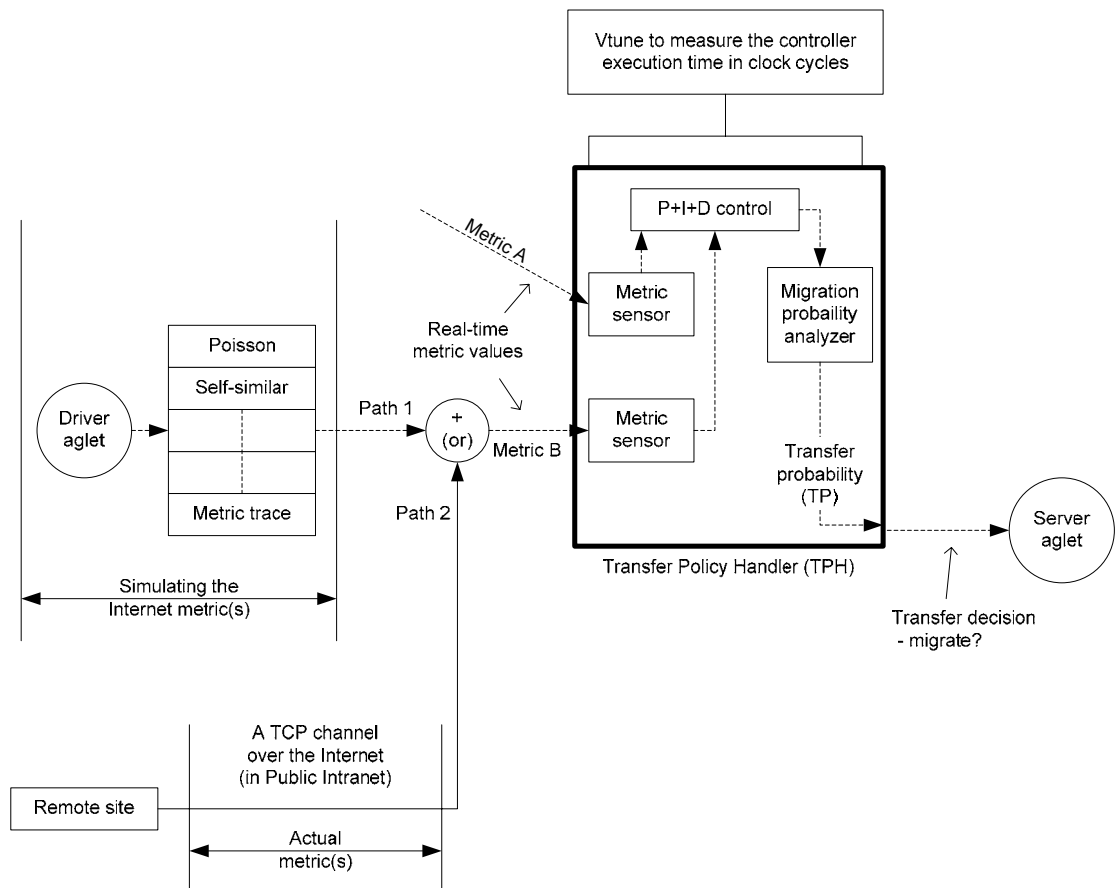 Vtune to measure the controller
execution time in clock cycles
P+I+D control
Metric A
Metric
sensor
Migration
probaility
analyzer
Real-time
metric values
Poisson
Self-similar
Metric trace
Driver
aglet
Path 1
+
(or)
Metric B
Metric
sensor
Path 2
Transfer
probability
(TP)
Server
aglet
Transfer Policy Handler (TPH)
Simulating the
Internet metric(s)
Transfer decision
- migrate?
A TCP channel
over the Internet
(in Public Intranet)
Remote site
Actual
metric(s)